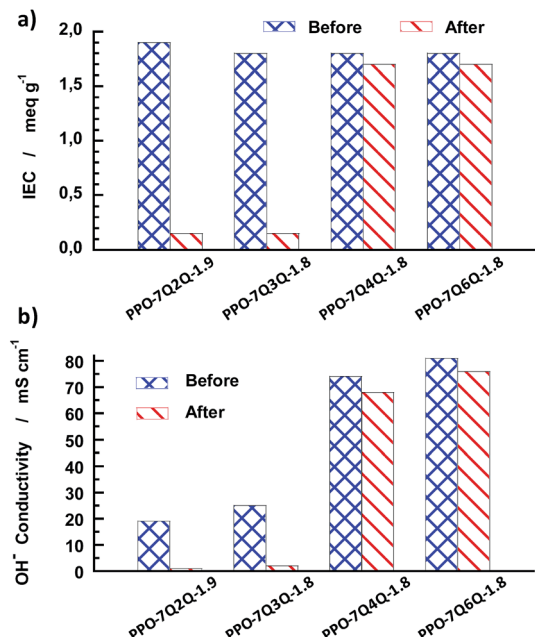 a)
Before After
IEC / meq g⁻¹
2,0
1,5
1,0
0,5
0,0
PPO-7Q2Q-1.9
PPO-7Q3Q-1.8
PPO-7Q4Q-1.8
PPO-7Q6Q-1.8
b)
Before
After
OH⁻ Conductivity / mS cm⁻¹
80
70
60
50
40
30
20
10
0
PPO-7Q2Q-1.9
PPO-7Q3Q-1.8
PPO-7Q4Q-1.8
PPO-7Q6Q-1.8